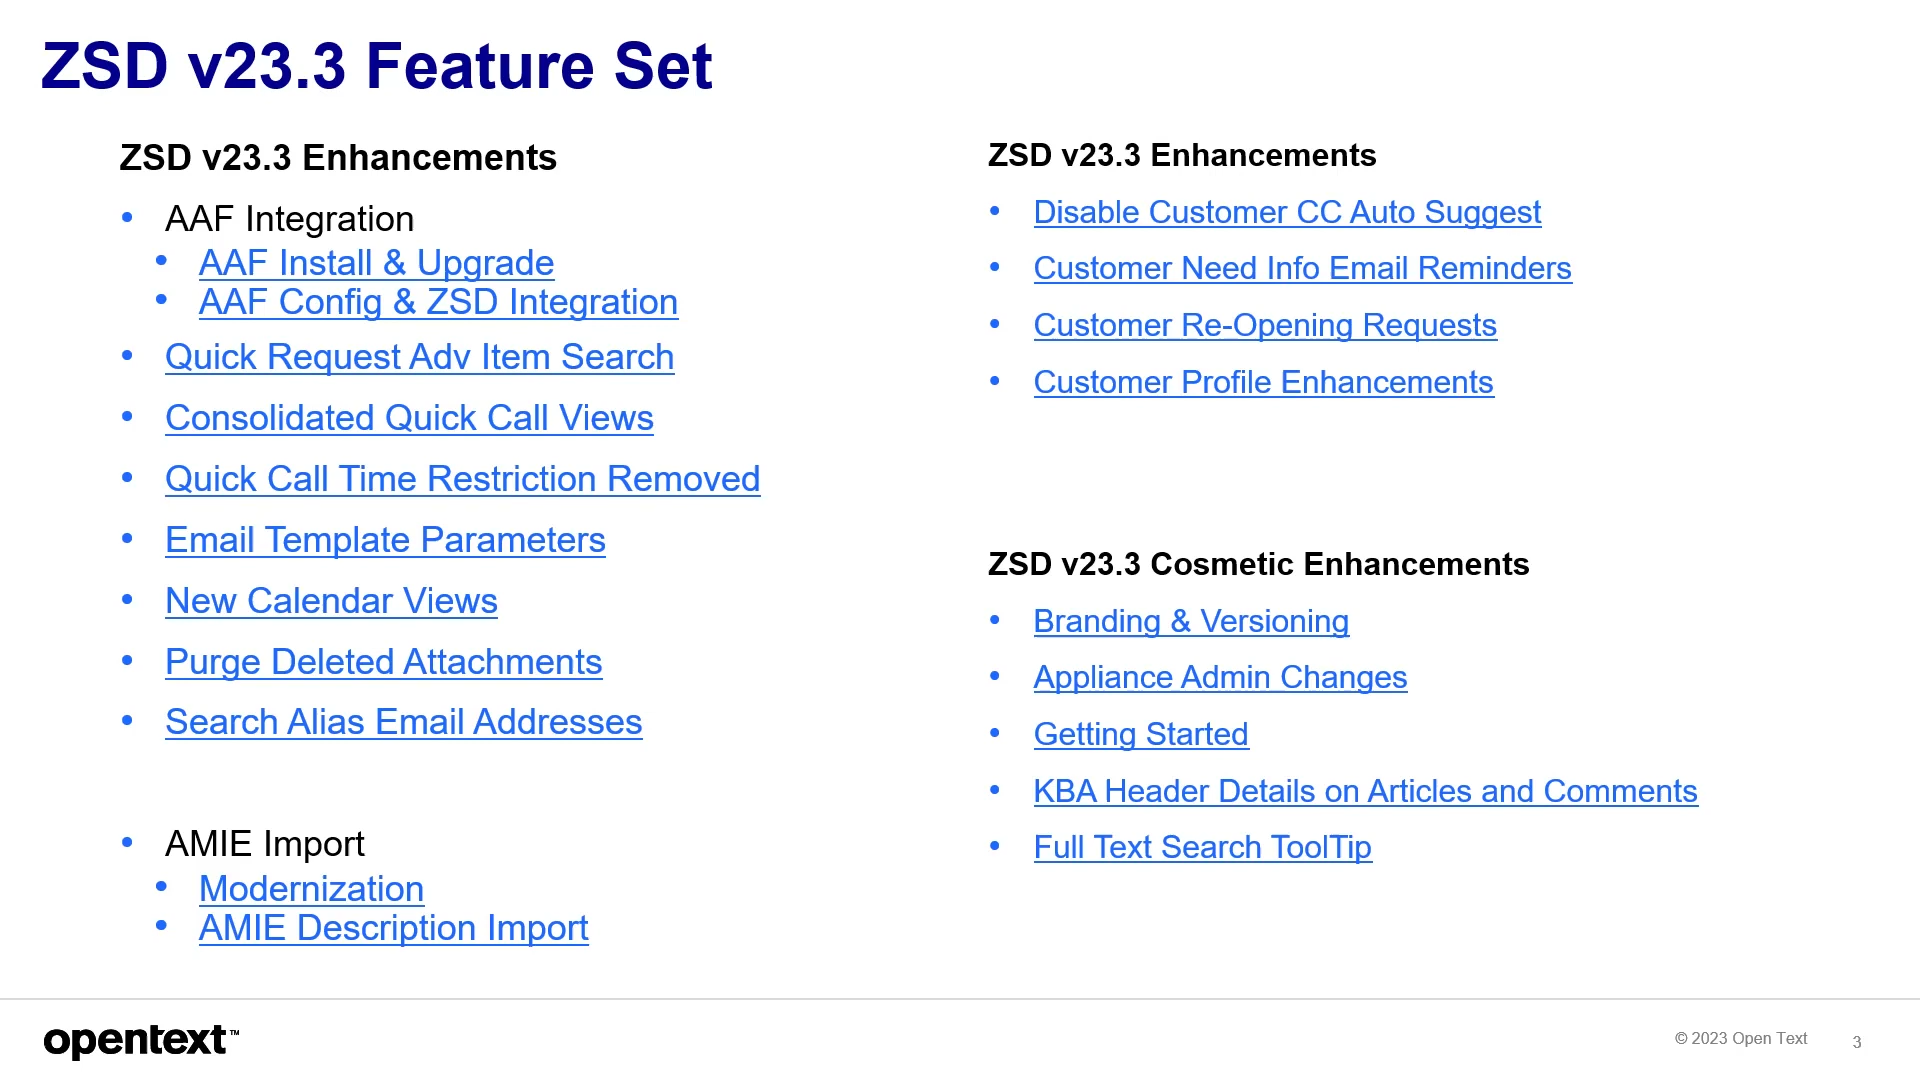 ZSD v23.3 Feature Set
ZSD v23.3 Enhancements
AAF Integration
AAF Install & Upgrade
AAF Config & ZSD Integration
Quick Request Adv Item Search
Consolidated Quick Call Views
Quick Call Time Restriction Removed
Email Template Parameters
New Calendar Views
Purge Deleted Attachments
Search Alias Email Addresses
AMIE Import
Modernization
AMIE Description Import
ZSD v23.3 Enhancements
Disable Customer CC Auto Suggest
Customer Need Info Email Reminders
Customer Re-Opening Requests
Customer Profile Enhancements
ZSD v23.3 Cosmetic Enhancements
Branding & Versioning
Appliance Admin Changes
Getting Started
KBA Header Details on Articles and Comments
Full Text Search ToolTip
opentext™
© 2023 Open Text
3